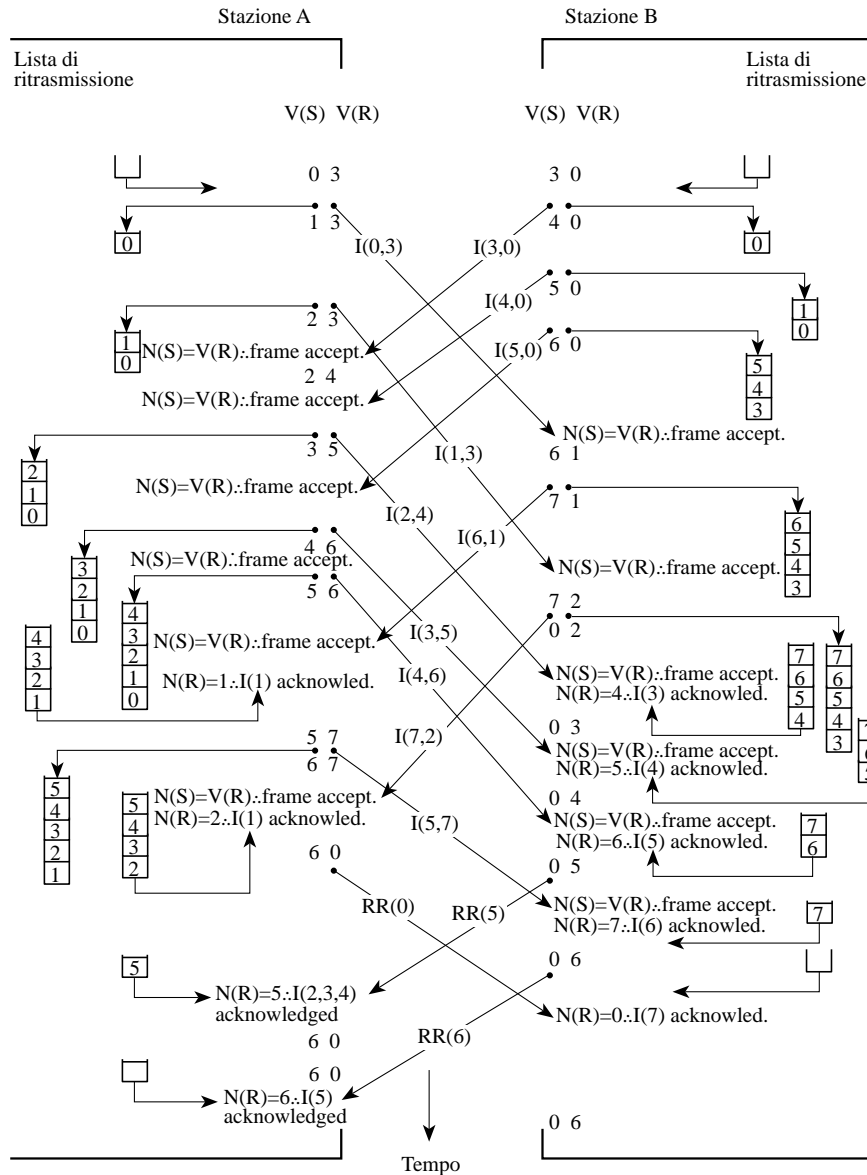 Stazione A
Stazione B
Lista di
ritrasmissione
Lista di
ritrasmissione
V(S) V(R)
V(S) V(R)
0 3
3 0
1 3
4 0
0
0
I(0,3)
I(3,0)
5 0
I(4,0)
2 3
1
0
1
0
6 0
N(S)=V(R)∴frame accept.
I(5,0)
2 4
5
4
3
N(S)=V(R)∴frame accept.
N(S)=V(R)∴frame accept.
3 5
6 1
I(1,3)
2
1
0
N(S)=V(R)∴frame accept.
7 1
I(2,4)
6
5
4
3
I(6,1)
4 6
N(S)=V(R)∴frame accept.
3
2
1
0
5 6
N(S)=V(R)∴frame accept.
4
3
2
1
0
7 2
0 2
4
3
2
1
N(S)=V(R)∴frame accept.
I(3,5)
7
6
5
4
7
6
5
4
3
N(R)=1∴I(1) acknowled.
I(4,6)
N(S)=V(R)∴frame accept.
N(R)=4∴I(3) acknowled.
5 7
6 7
I(7,2)
0 3
N(S)=V(R)∴frame accept.
N(R)=5∴I(4) acknowled.
5
4
3
2
1
5
4
3
2
N(S)=V(R)∴frame accept.
N(R)=2∴I(1) acknowled.
0 4
I(5,7)
N(S)=V(R)∴frame accept.
N(R)=6∴I(5) acknowled.
7
6
6 0
0 5
RR(0)
RR(5)
N(S)=V(R)∴frame accept.
N(R)=7∴I(6) acknowled.
7
5
0 6
N(R)=5∴I(2,3,4)
acknowledged
N(R)=0∴I(7) acknowled.
6 0
RR(6)
6 0
N(R)=6∴I(5)
acknowledged
0 6
Tempo